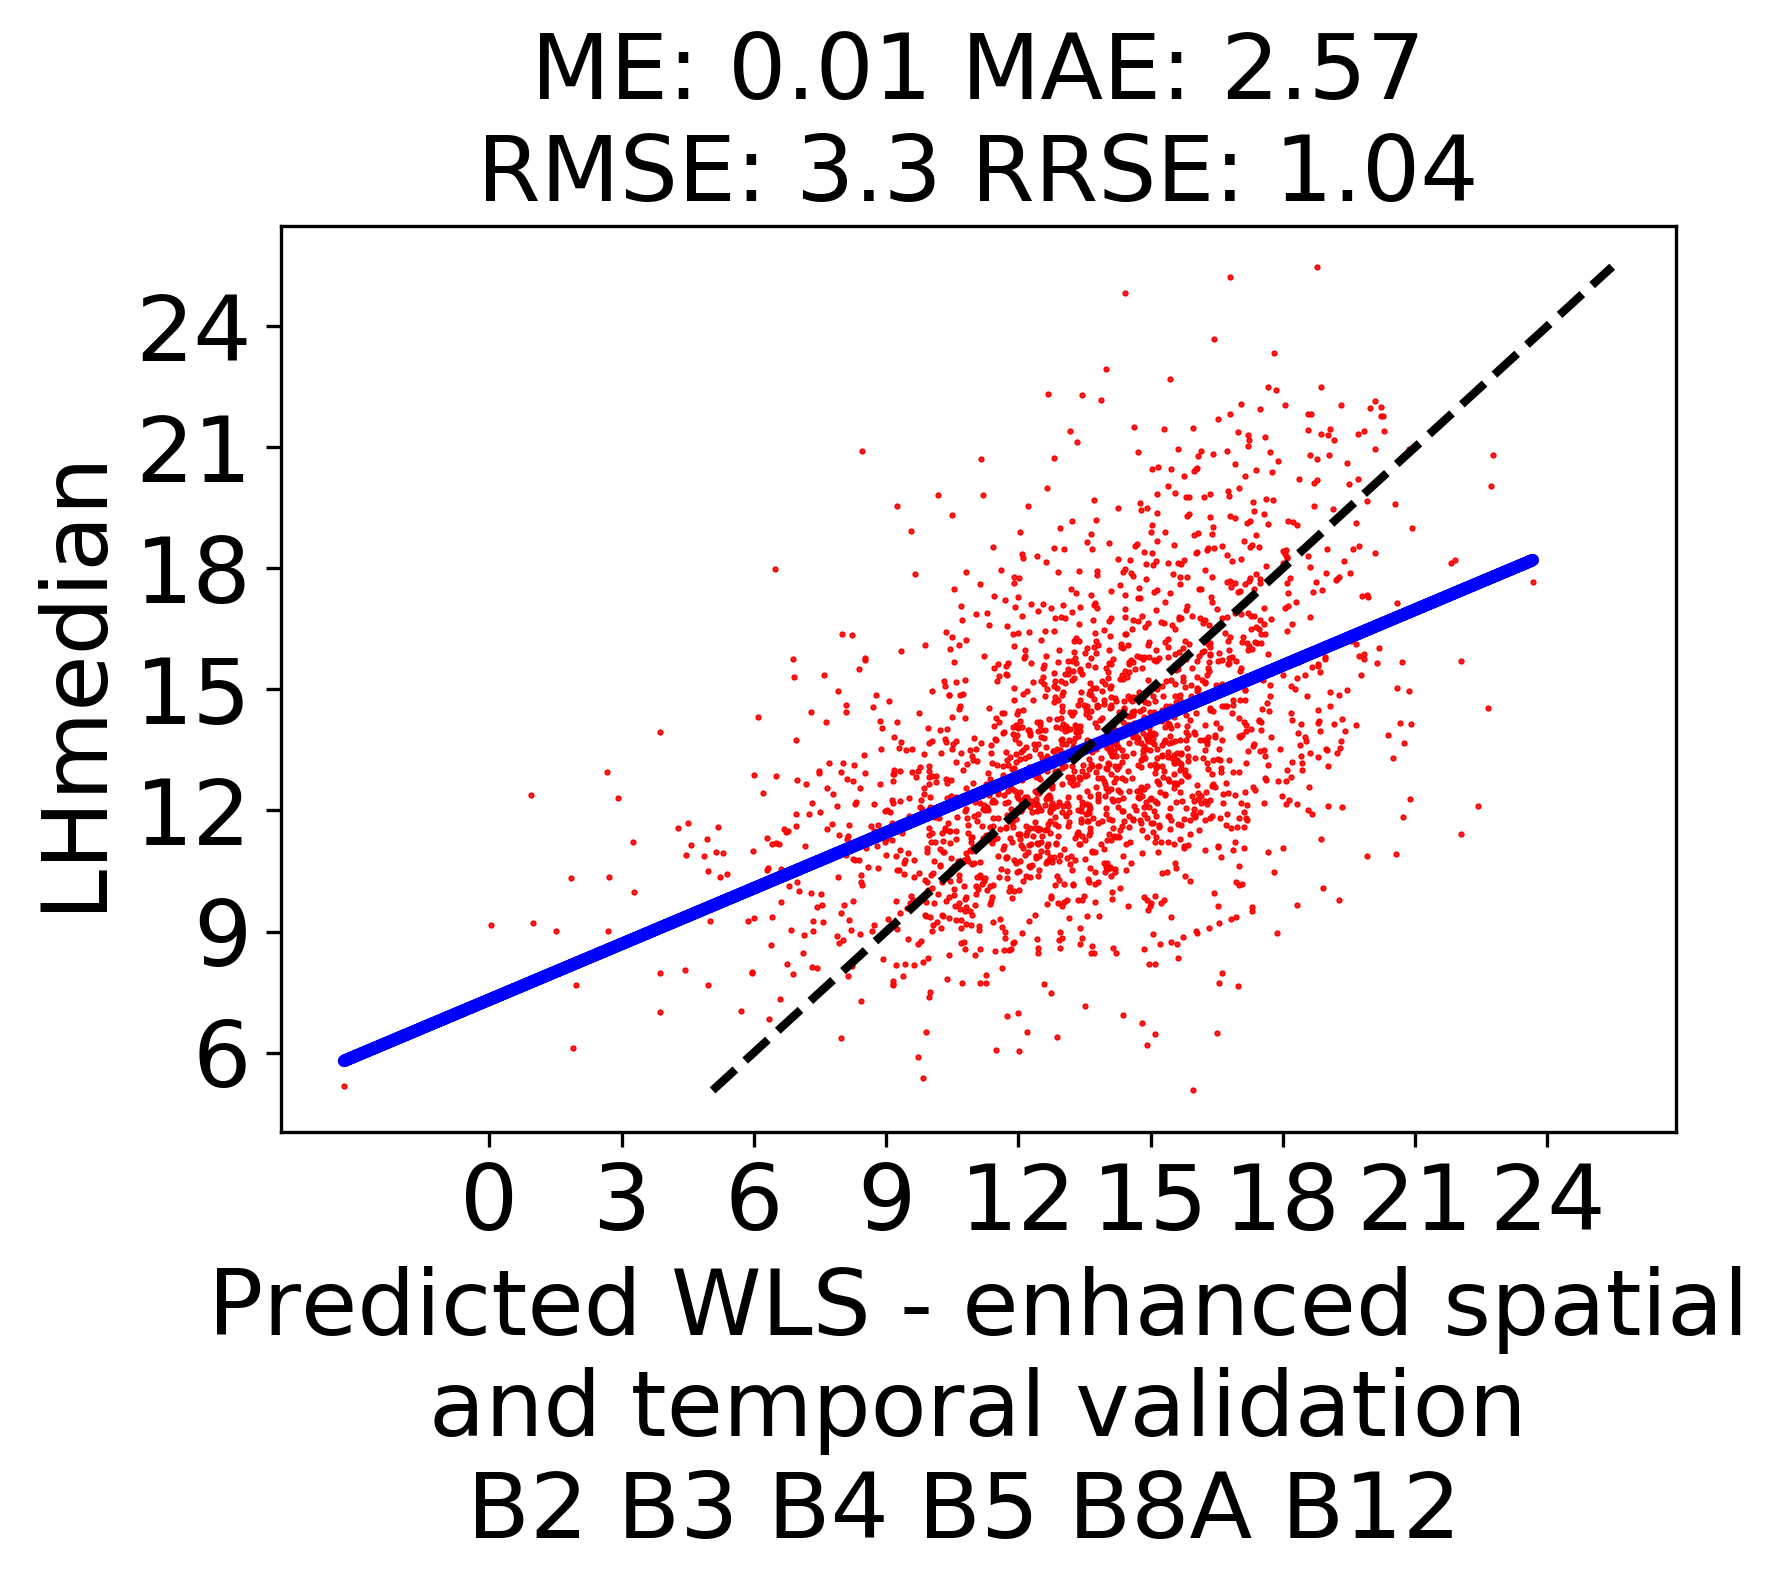 ME: 0.01 MAE: 2.57
RMSE: 3.3 RRSE: 1.04
LHmedian
24
21
18
15
12
9
6
0 3 6 9 12 15 18 21 24
Predicted WLS - enhanced spatial
and temporal validation
B2 B3 B4 B5 B8A B12